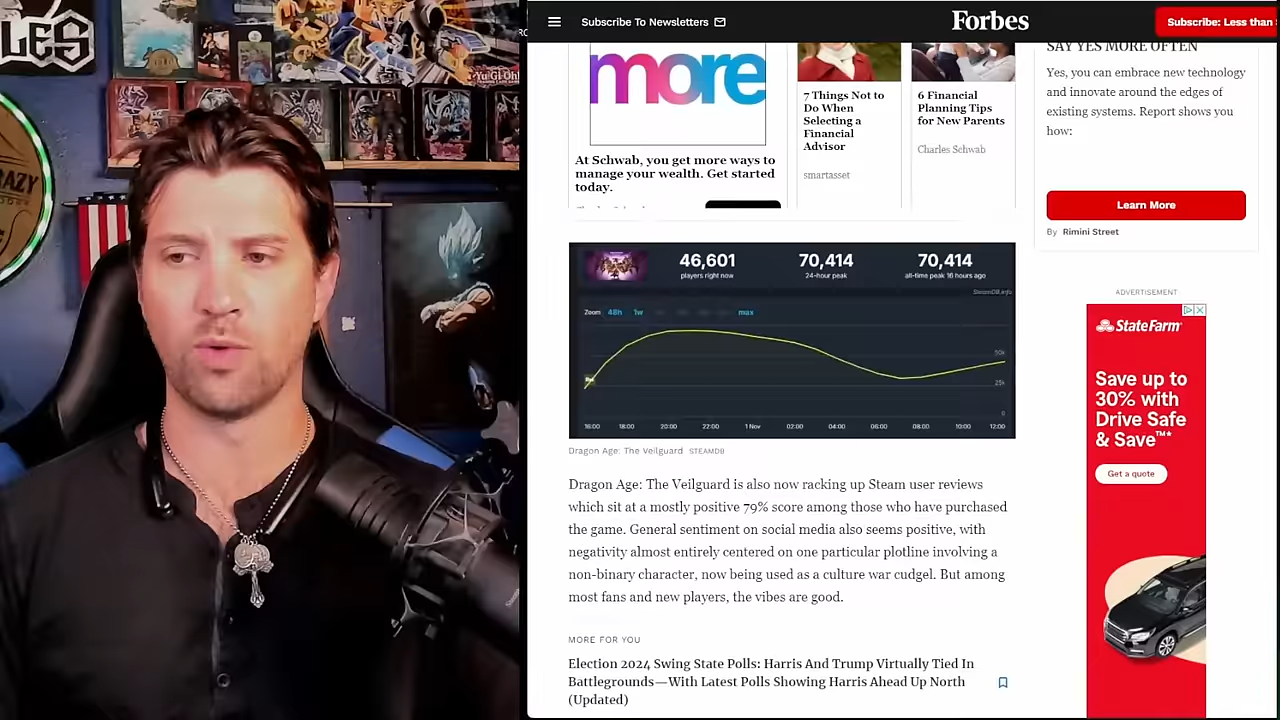 LES
Yu-Gi-Oh!
RAZY
Subscribe To Newsletters
Forbes
Subscribe: Less than
more
At Schwab, you get more ways to
manage your wealth. Get started
today.
7 Things Not to
Do When
Selecting a
Financial
Advisor
smartasset
6 Financial
Planning Tips
for New Parents
Charles Schwab
SAY YES MORE OFTEN
Yes, you can embrace new technology
and innovate around the edges of
existing systems. Report shows you
how:
Learn More
By Rimini Street
46,601
players right now
70,414
24-hour peak
70,414
all-time peak 16 hours ago
SteamDB.info
Zoom 48h 1w max
50k
25k
0
16:00 18:00 20:00 22:00 1 Nov 02:00 04:00 06:00 08:00 10:00 12:00
Dragon Age: The Veilguard STEAMDB
Dragon Age: The Veilguard is also now racking up Steam user reviews
which sit at a mostly positive 79% score among those who have purchased
the game. General sentiment on social media also seems positive, with
negativity almost entirely centered on one particular plotline involving a
non-binary character, now being used as a culture war cudgel. But among
most fans and new players, the vibes are good.
MORE FOR YOU
Election 2024 Swing State Polls: Harris And Trump Virtually Tied In
Battlegrounds—With Latest Polls Showing Harris Ahead Up North
(Updated)
ADVERTISEMENT
StateFarm
Save up to
30% with
Drive Safe
& Save™*
Get a quote